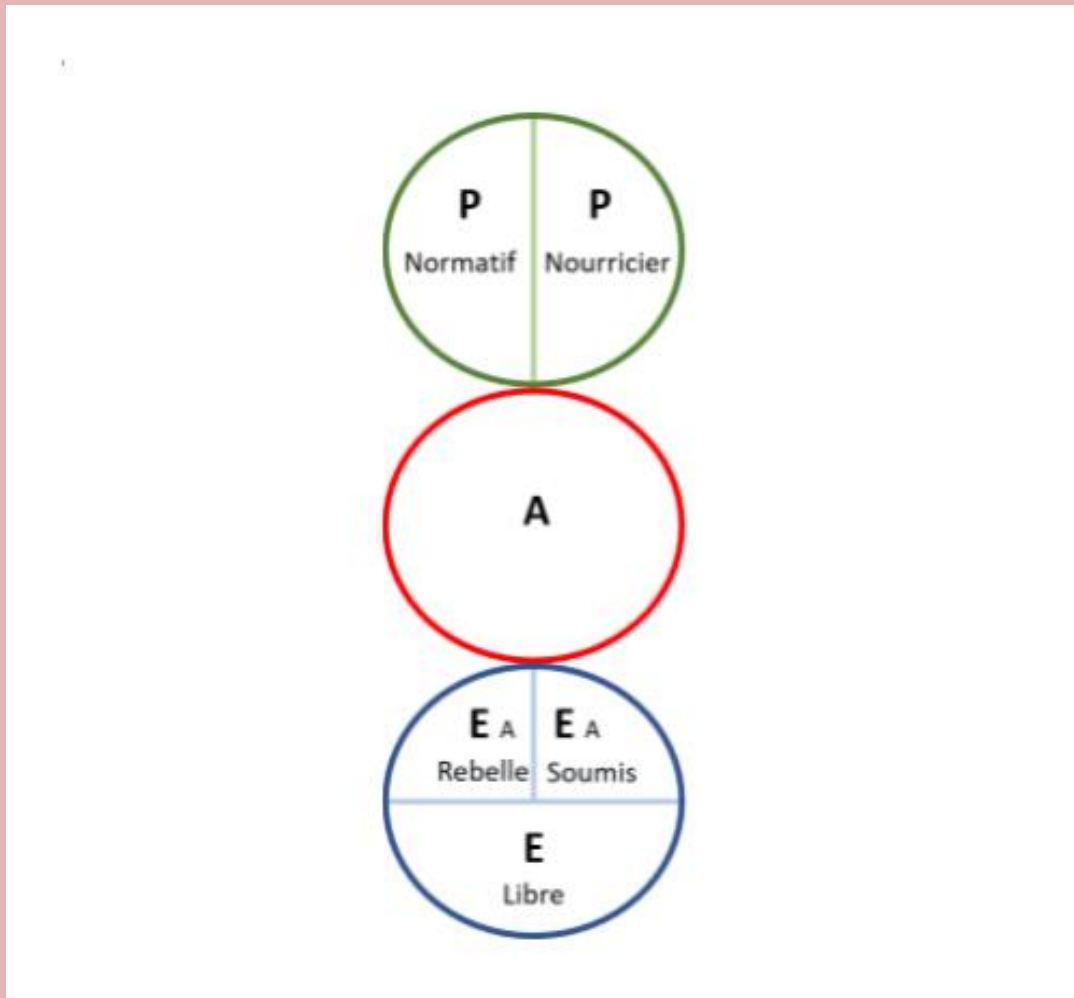 P P
Normatif Nourricier
A
E A E A
Rebelle Soumis
E
Libre